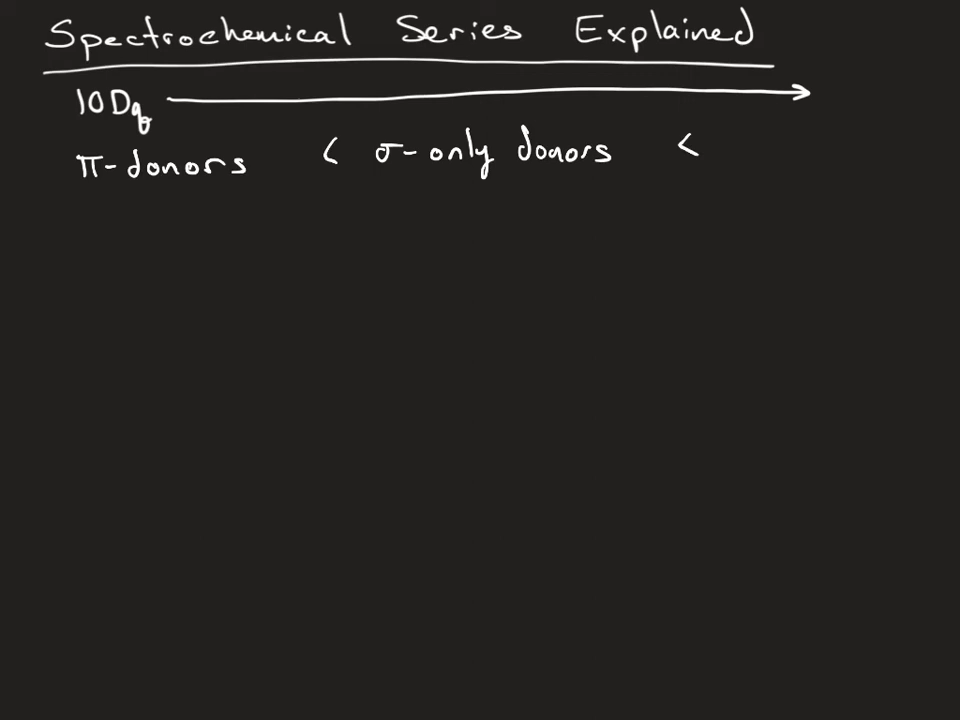 Spectrochemical Series Explained
10Dq
π-donors < σ-only donors <